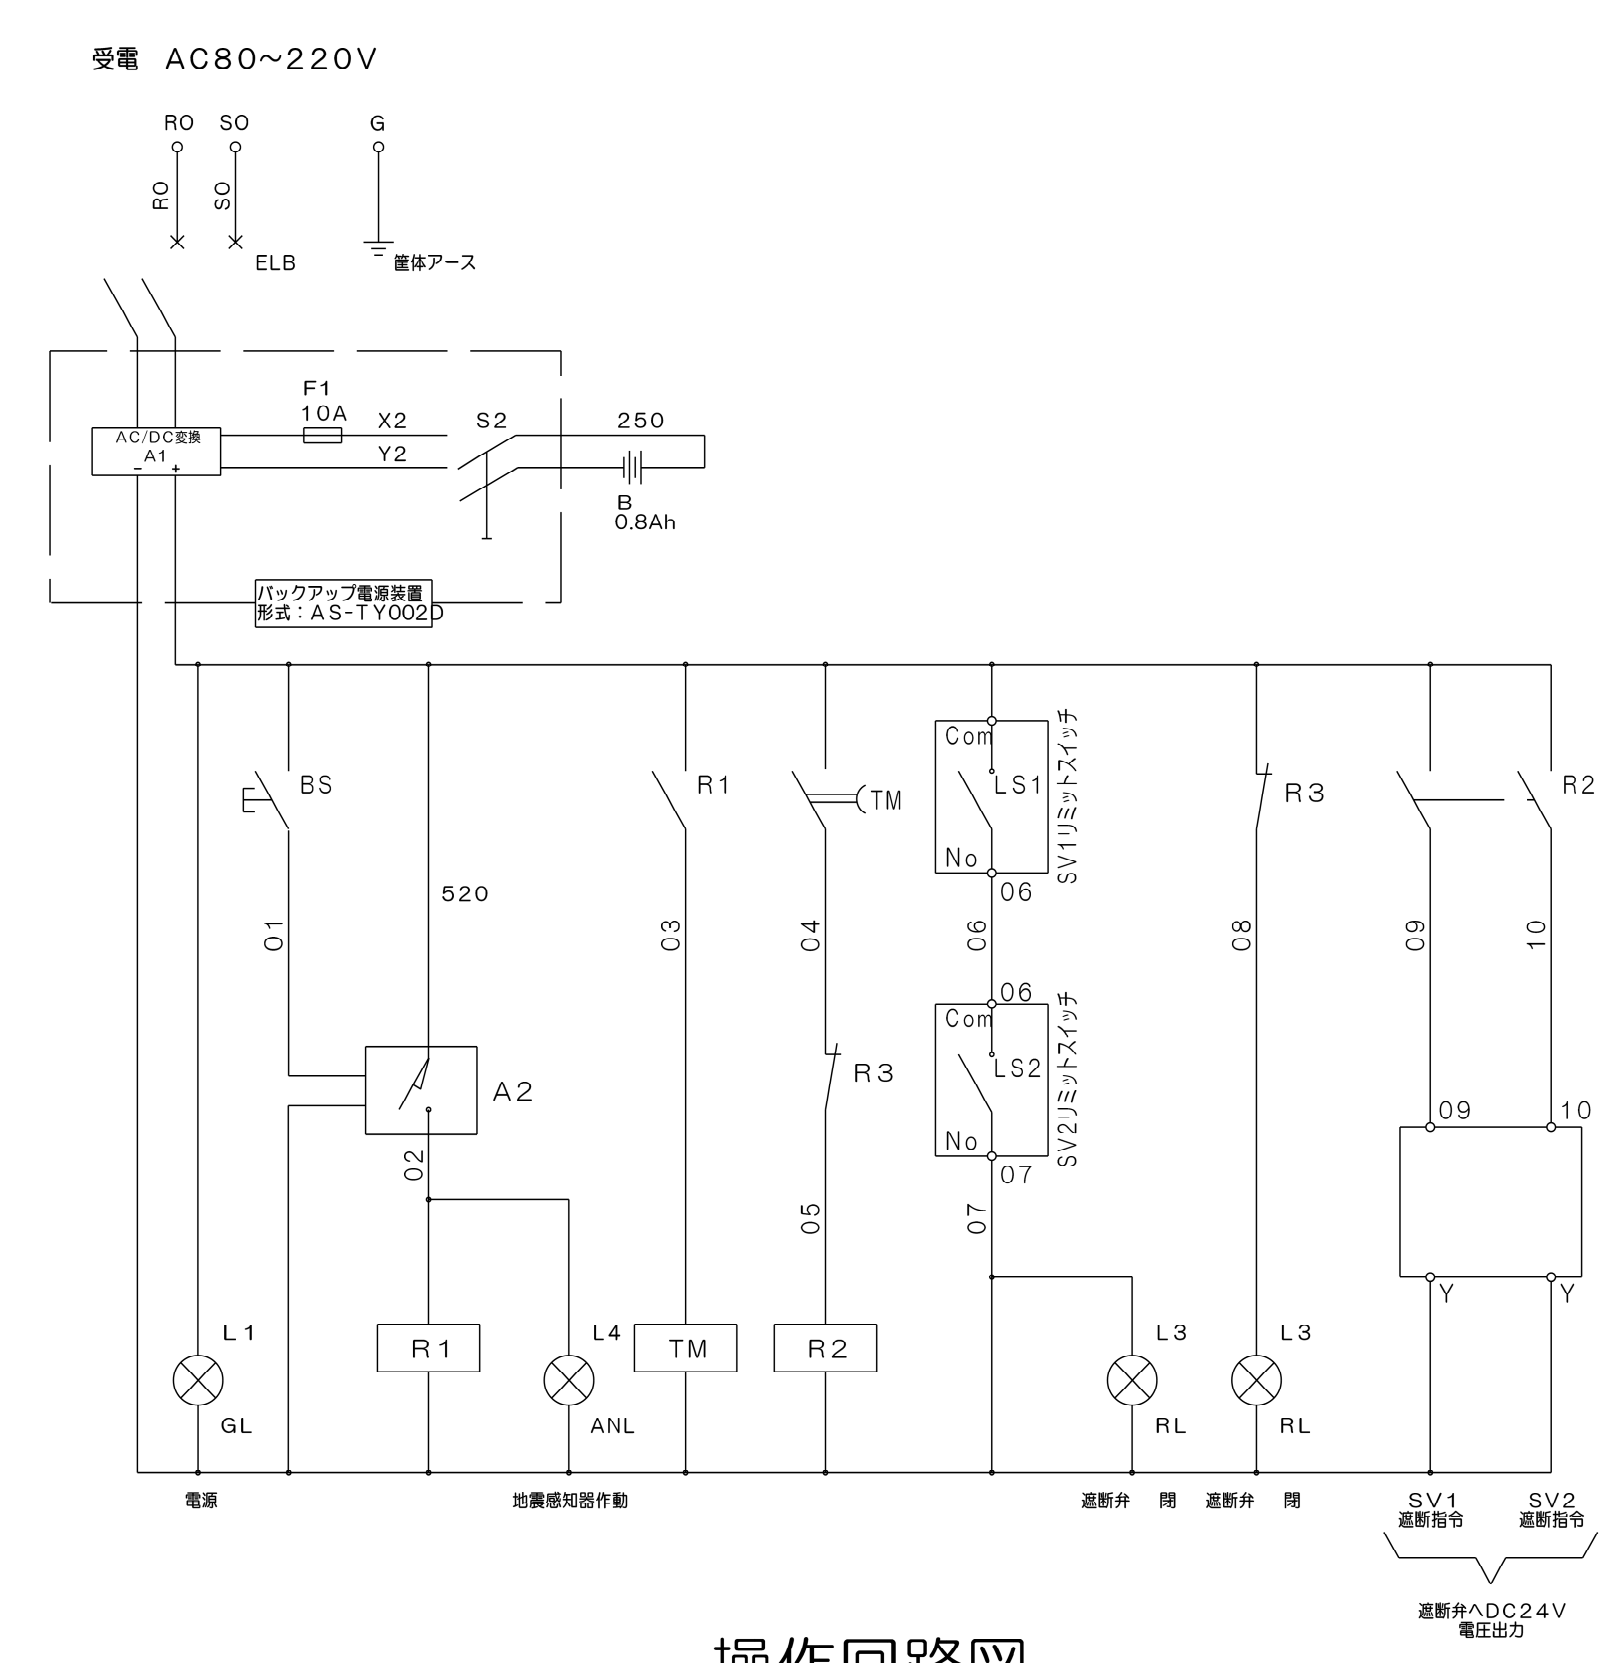 受電 AC80～220V
RO SO G
RO SO
ELB 筐体アース
F1
10A X2 S2 250
AC/DC変換
A1
Y2
− +
B
0.8Ah
バックアップ電源装置
形式：AS-TY002D
BS
R1
TM
Com
LS1
No
SV1リミットスイッチ
R3
R2
520
06
01
03
04
06
08
09
10
06
Com
LS2
No
SV2リミットスイッチ
R3
A2
09
10
02
07
05
07
Y
Y
L1
L4
L3
L3
R1
TM
R2
GL
ANL
RL
RL
電源
地震感知器作動
遮断弁 閉
遮断弁 閉
SV1
遮断指令
SV2
遮断指令
遮断弁へDC24V
電圧出力
操作回路図